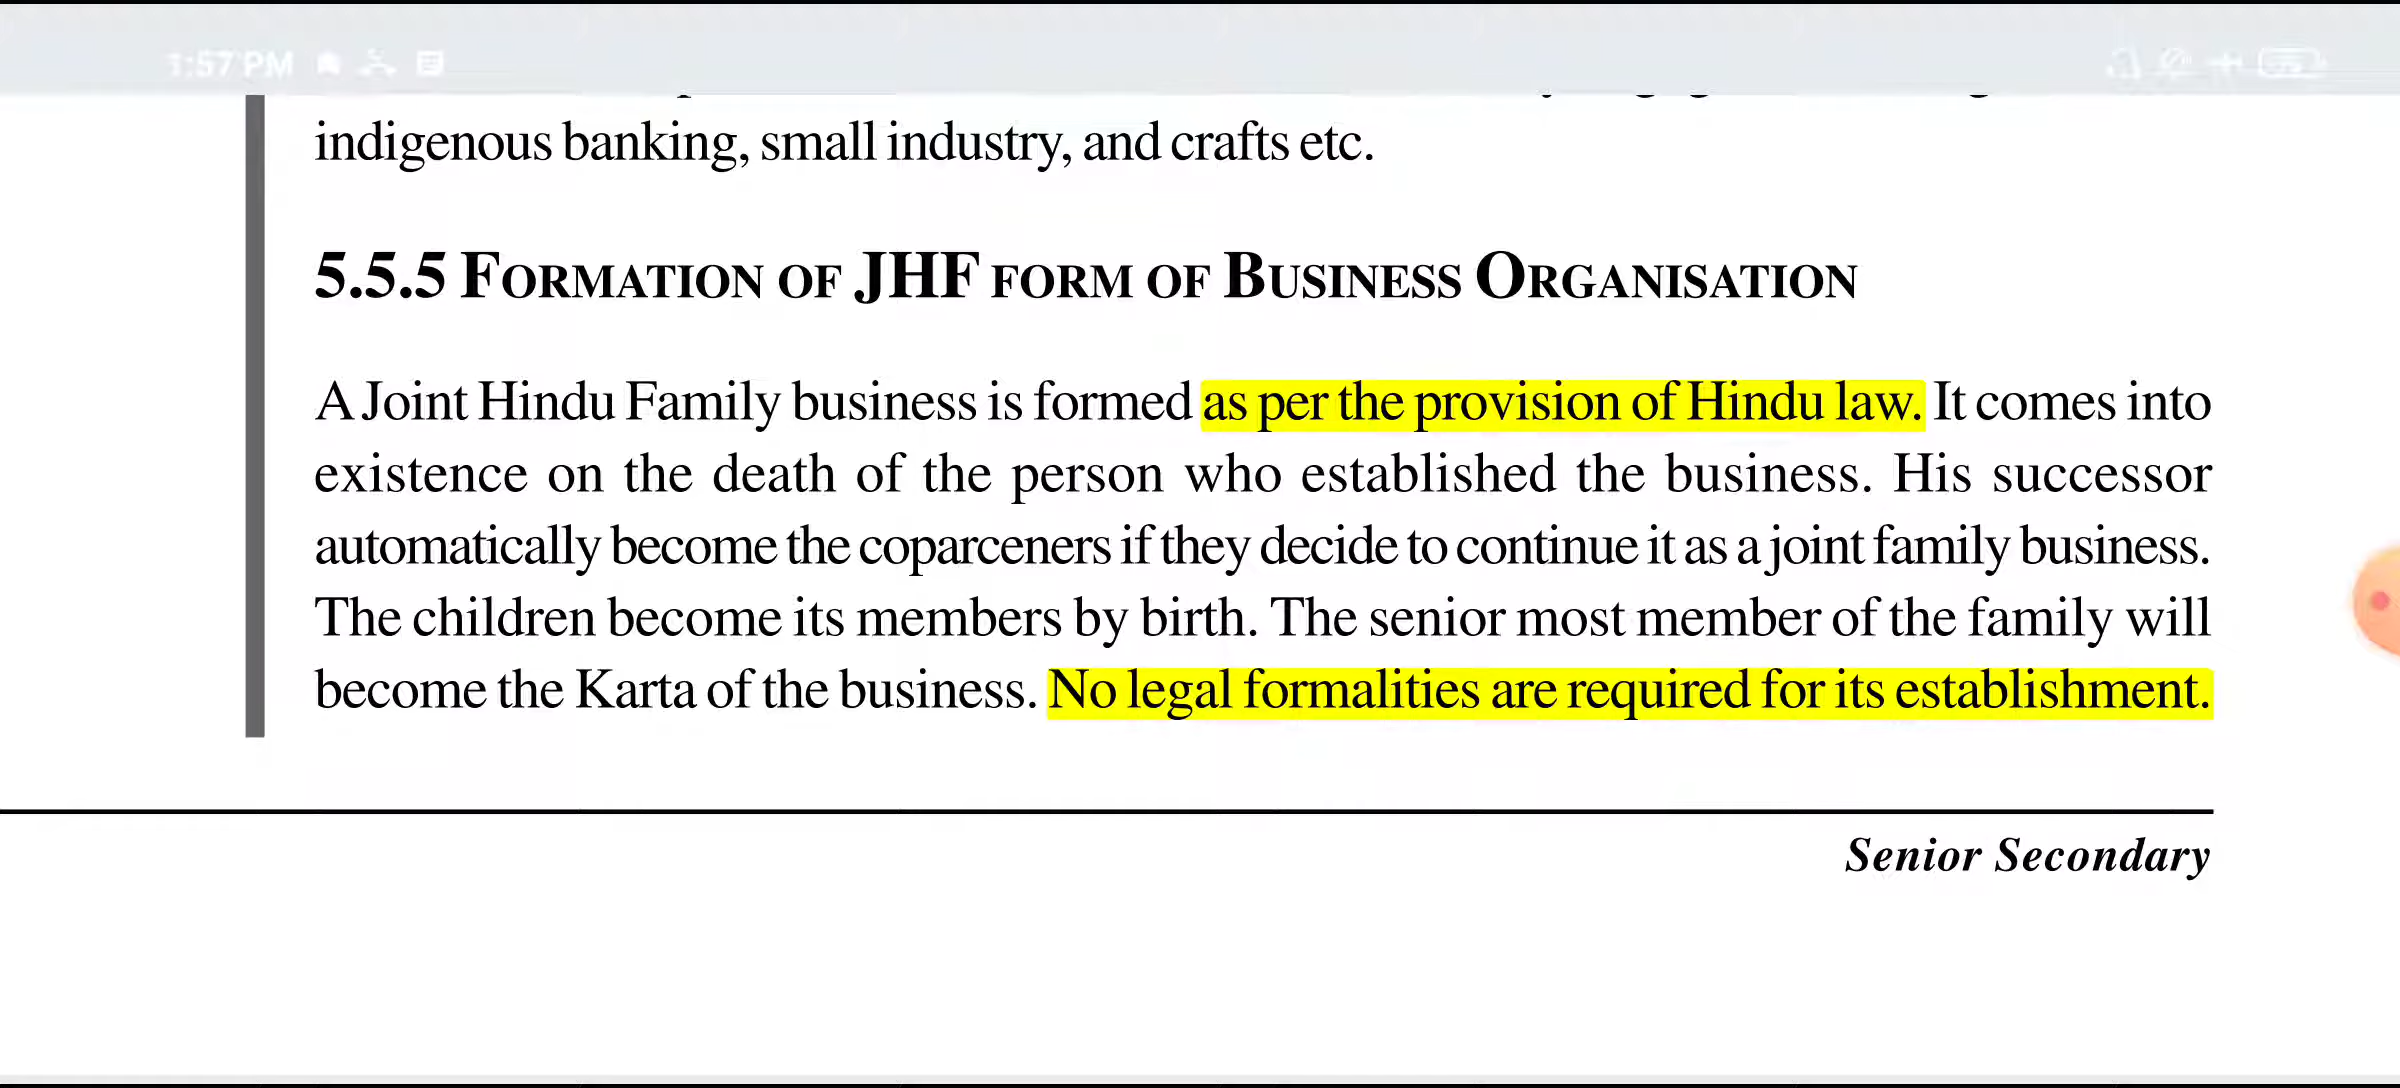 1:57 PM
indigenous banking, small industry, and crafts etc.
5.5.5 FORMATION OF JHF FORM OF BUSINESS ORGANISATION
A Joint Hindu Family business is formed as per the provision of Hindu law. It comes into
existence on the death of the person who established the business. His successor
automatically become the coparceners if they decide to continue it as a joint family business.
The children become its members by birth. The senior most member of the family will
become the Karta of the business. No legal formalities are required for its establishment.
Senior Secondary